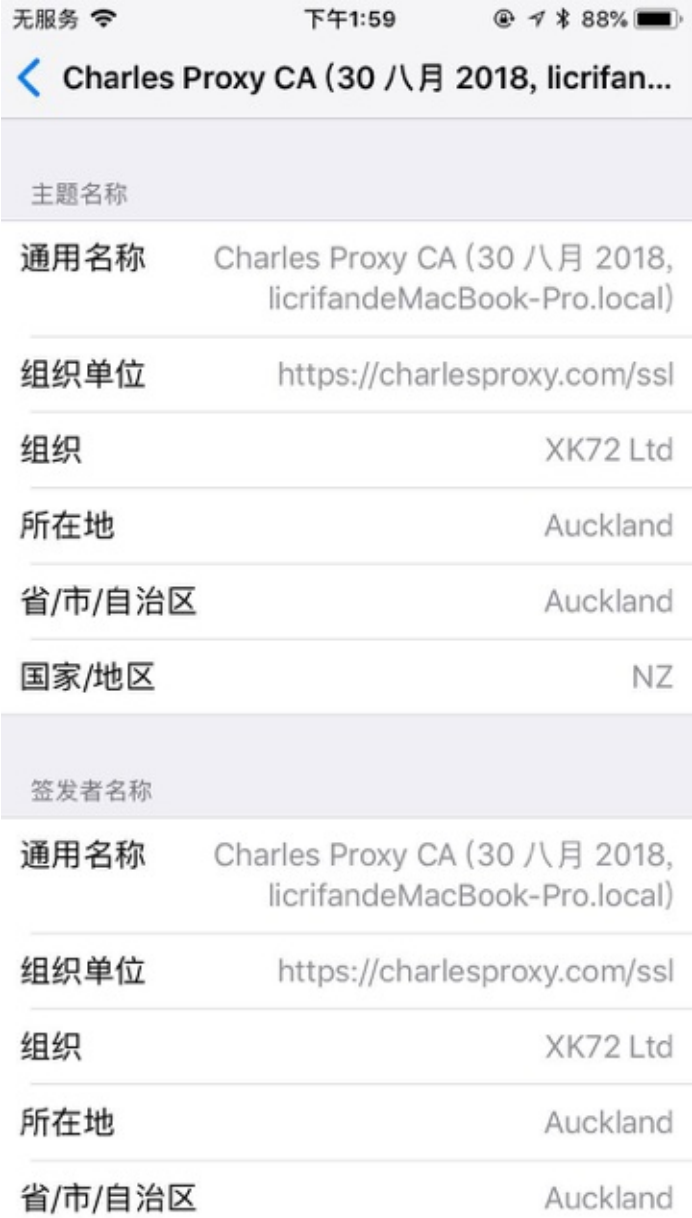 无服务 下午1:59 88%
Charles Proxy CA (30 八月 2018, licrifan...
主题名称
通用名称 Charles Proxy CA (30 八月 2018,
licrifandeMacBook-Pro.local)
组织单位 https://charlesproxy.com/ssl
组织 XK72 Ltd
所在地 Auckland
省/市/自治区 Auckland
国家/地区 NZ
签发者名称
通用名称 Charles Proxy CA (30 八月 2018,
licrifandeMacBook-Pro.local)
组织单位 https://charlesproxy.com/ssl
组织 XK72 Ltd
所在地 Auckland
省/市/自治区 Auckland